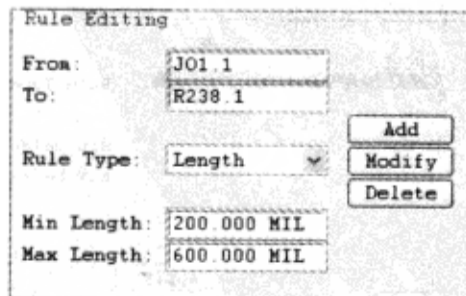 Rule Editing
From: J01.1
To: R238.1
Add
Rule Type: Length Modify
Delete
Min Length: 200.000 MIL
Max Length: 600.000 MIL